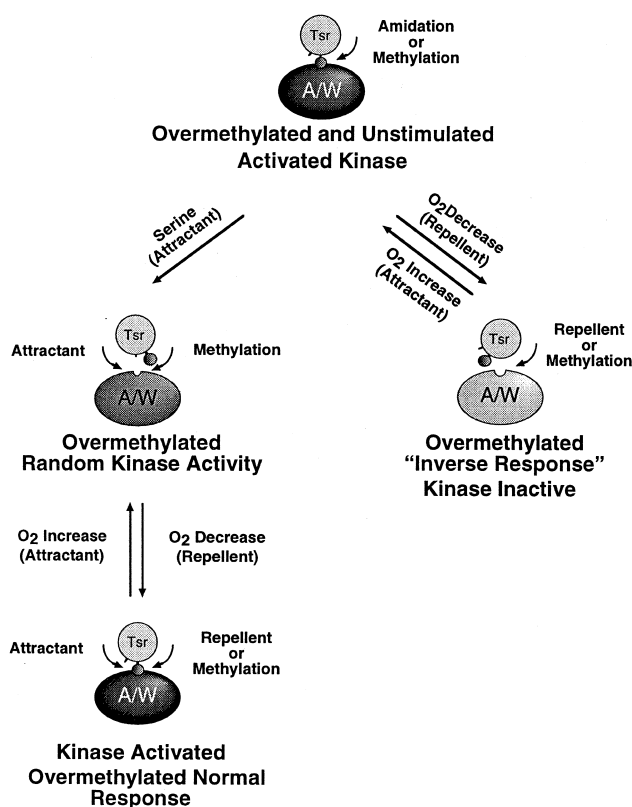 Tsr
Amidation
or
Methylation
A/W
Overmethylated and Unstimulated
Activated Kinase
Serine
(Attractant)
O2Decrease
(Repellent)
O2 Increase
(Attractant)
Tsr
Attractant
Methylation
A/W
Overmethylated
Random Kinase Activity
Tsr
Repellent
or
Methylation
A/W
Overmethylated
“Inverse Response”
Kinase Inactive
O2 Increase
(Attractant)
O2 Decrease
(Repellent)
Tsr
Attractant
Repellent
or
Methylation
A/W
Kinase Activated
Overmethylated Normal
Response